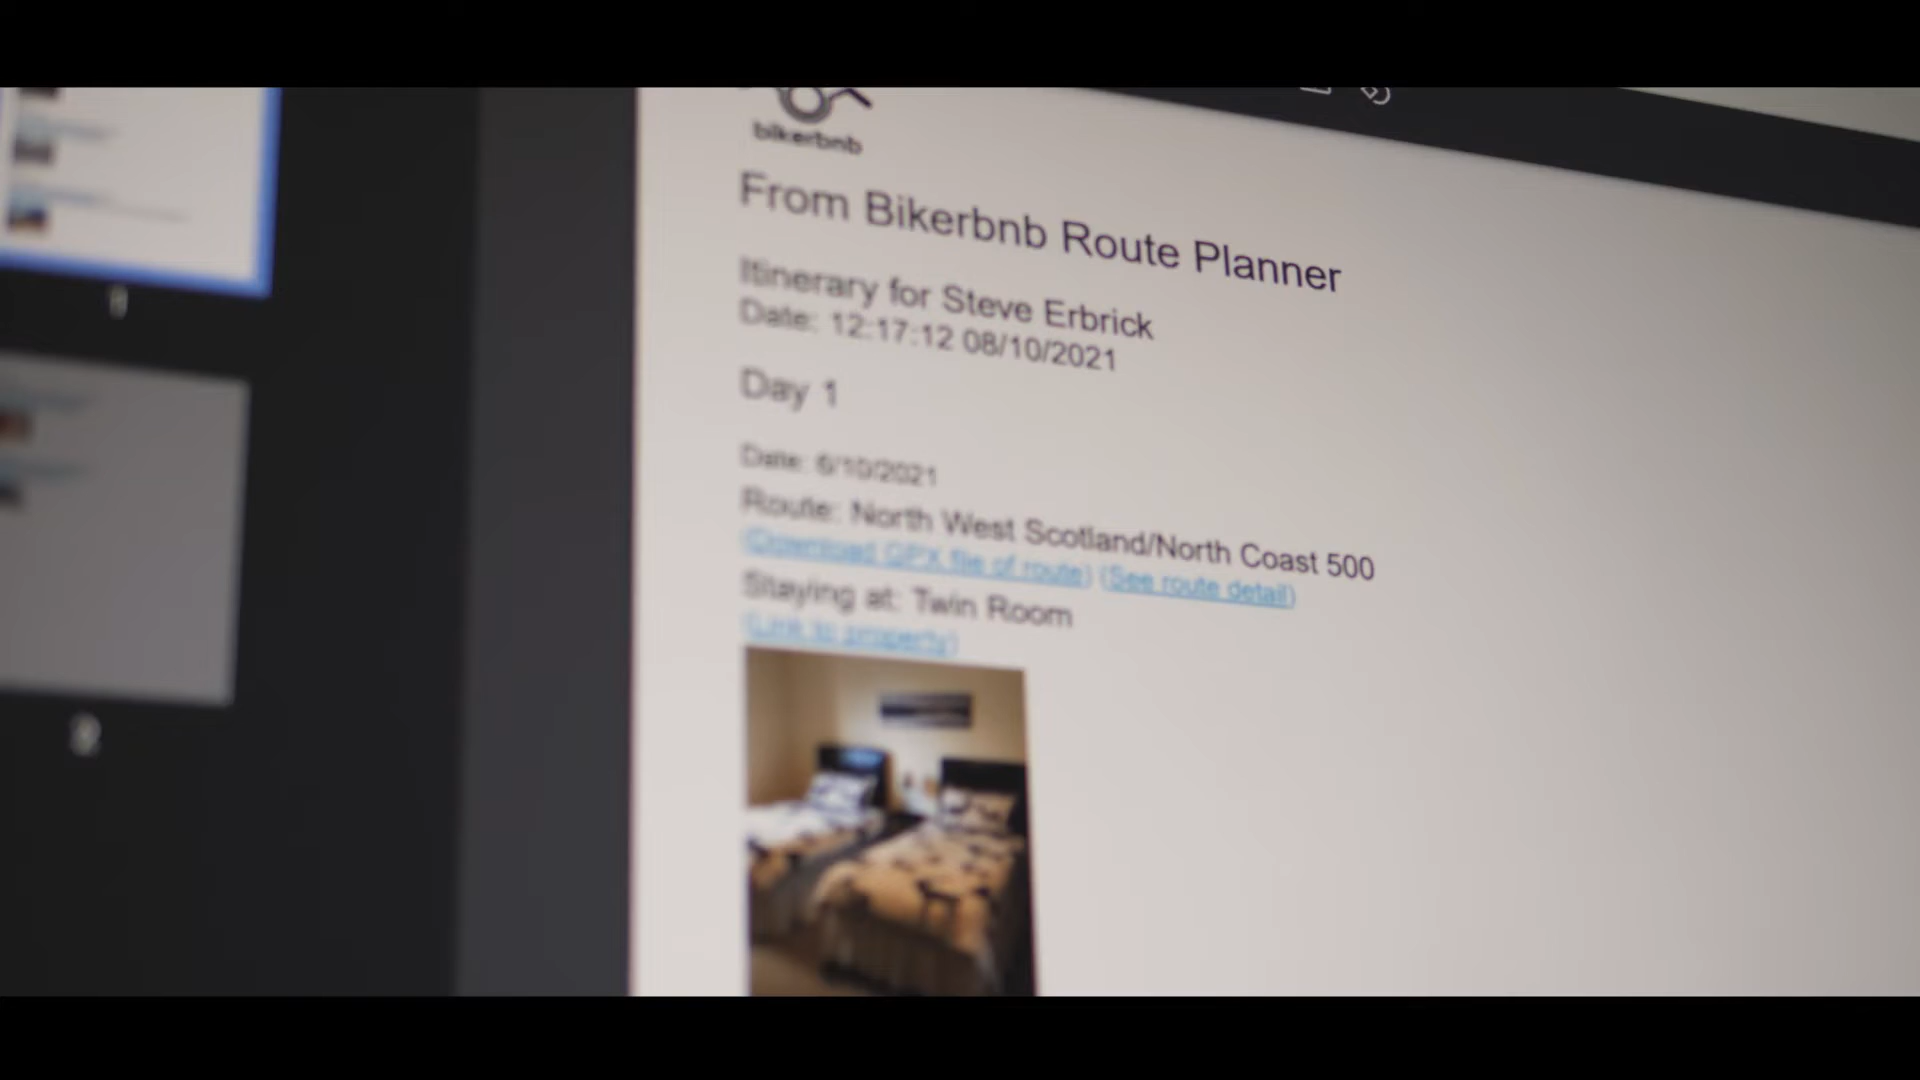 bikerbnb
From Bikerbnb Route Planner
Itinerary for Steve Erbrick
Date: 12:17:12 08/10/2021
Day 1
Date: 6/10/2021
Route: North West Scotland/North Coast 500
(Download GPX file of route) (See route detail)
Staying at: Twin Room
(Link to property)
1
2